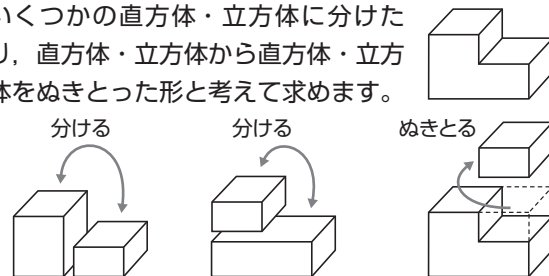 いくつかの直方体・立方体に分けた
り，直方体・立方体から直方体・立方
体をぬきとった形と考えて求めます。
分ける
分ける
ぬきとる